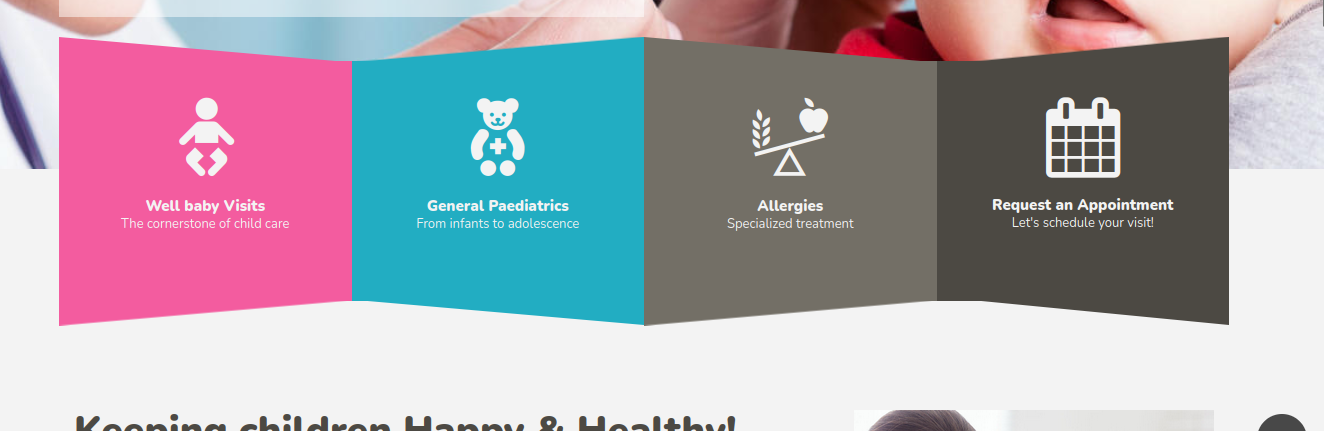 Well baby Visits
The cornerstone of child care
General Paediatrics
From infants to adolescence
Allergies
Specialized treatment
Request an Appointment
Let's schedule your visit!
Keeping children Happy & Healthy!